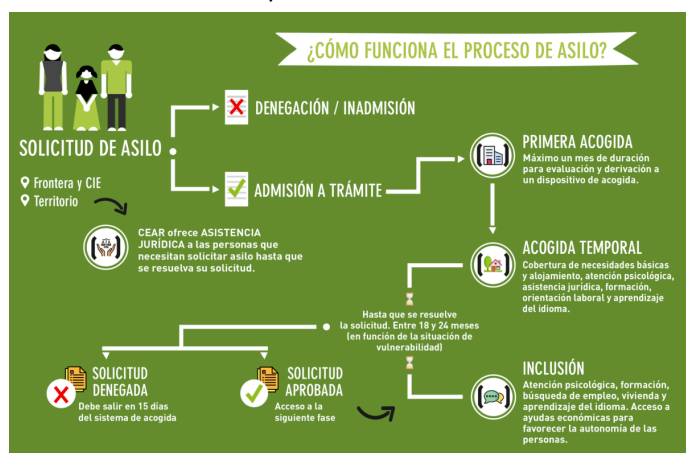 ¿CÓMO FUNCIONA EL PROCESO DE ASILO?
SOLICITUD DE ASILO
Frontera y CIE
Territorio
CEAR ofrece ASISTENCIA
JURÍDICA a las personas que
necesitan solicitar asilo hasta que
se resuelva su solicitud.
DENEGACIÓN / INADMISIÓN
ADMISIÓN A TRÁMITE
PRIMERA ACOGIDA
Máximo un mes de duración
para evaluación y derivación a
un dispositivo de acogida.
ACOGIDA TEMPORAL
Cobertura de necesidades básicas
y alojamiento, atención psicológica,
asistencia jurídica, formación,
orientación laboral y aprendizaje
del idioma.
Hasta que se resuelve
la solicitud. Entre 18 y 24 meses
(en función de la situación de
vulnerabilidad)
SOLICITUD
DENEGADA
Debe salir en 15 días
del sistema de acogida
SOLICITUD
APROBADA
Acceso a la
siguiente fase
INCLUSIÓN
Atención psicológica, formación,
búsqueda de empleo, vivienda y
aprendizaje del idioma. Acceso a
ayudas económicas para
favorecer la autonomía de las
personas.